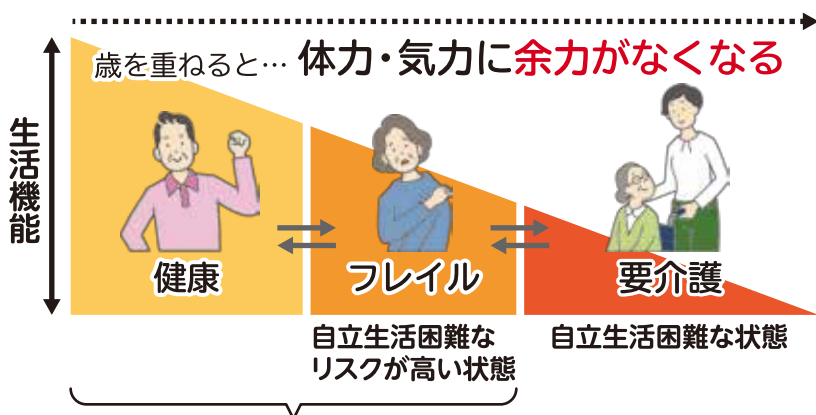 歳を重ねると… 体力・気力に余力がなくなる
生活機能
健康
フレイル
要介護
自立生活困難な
リスクが高い状態
自立生活困難な状態